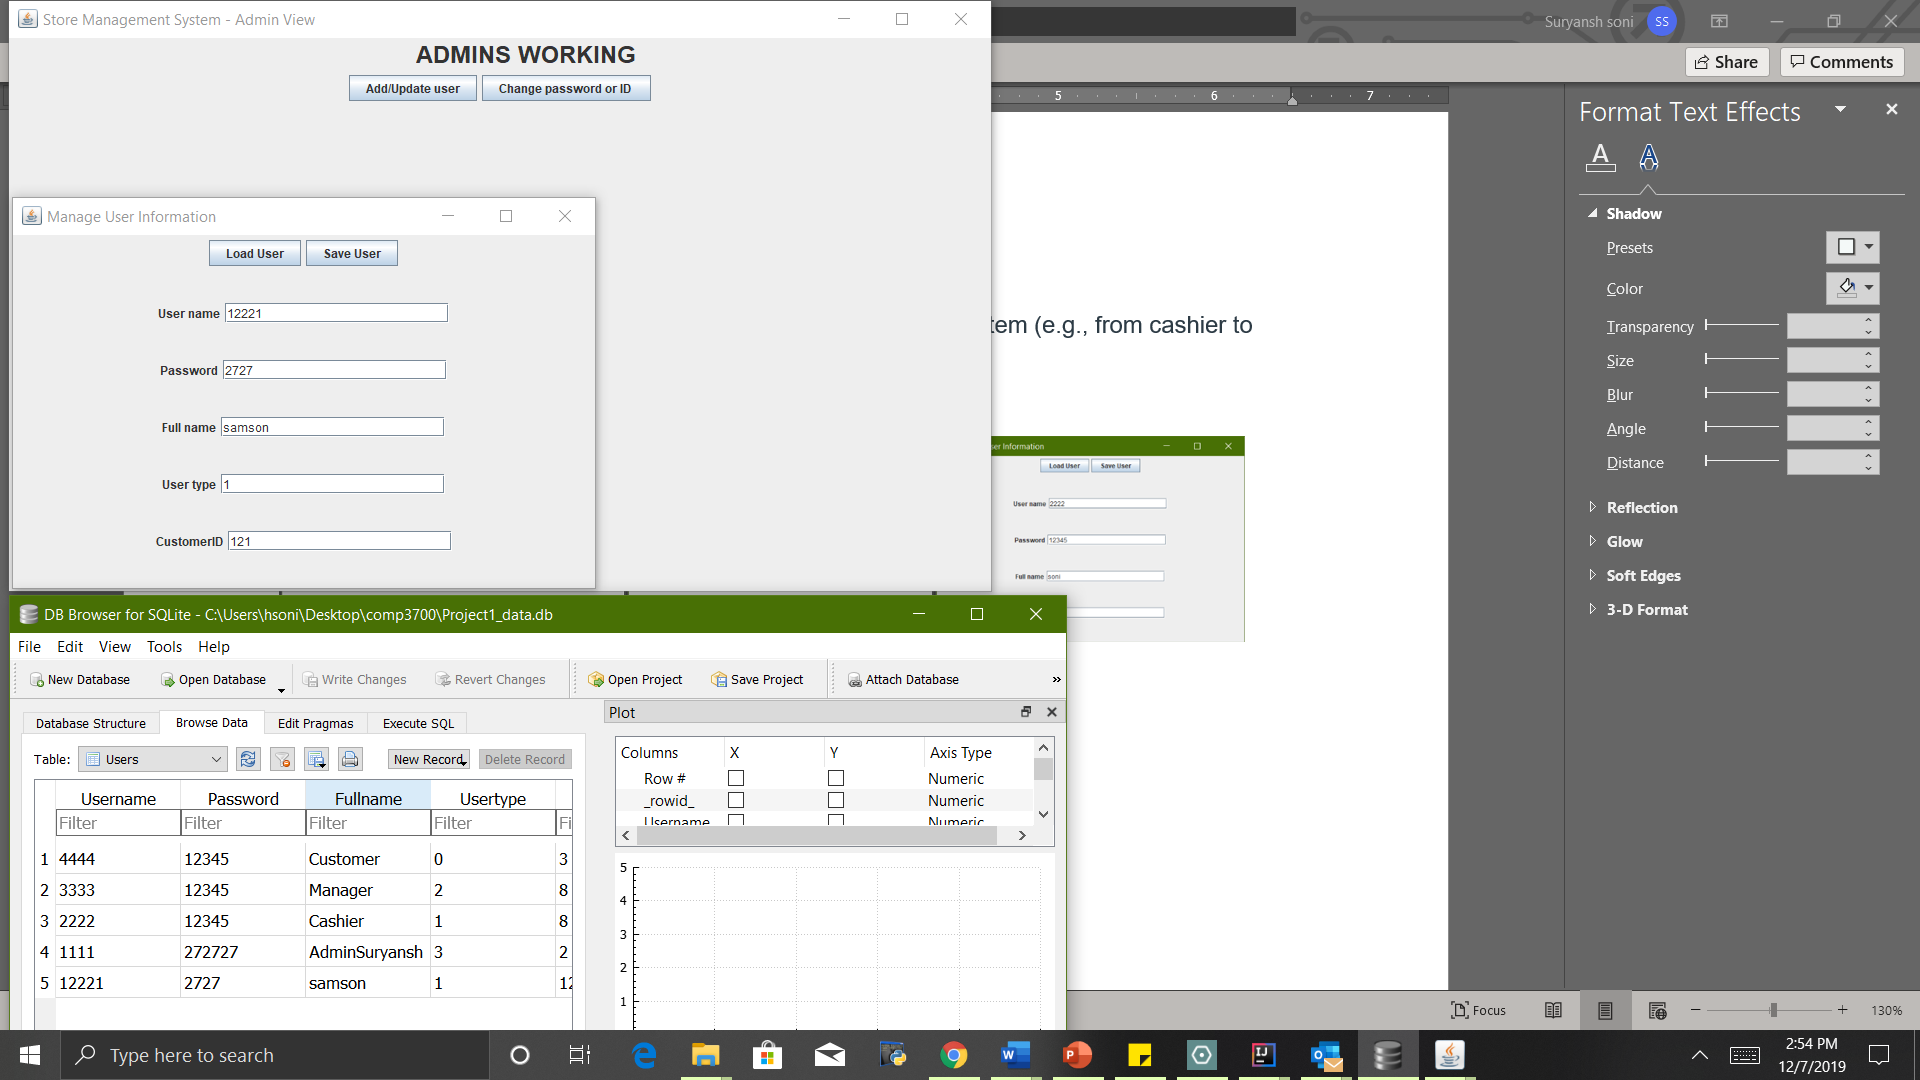 Store Management System - Admin View
ADMINS WORKING
Add/Update user
Change password or ID
Manage User Information
Load User
Save User
User name 12221
Password 2727
Full name samson
User type 1
CustomerID 121
Suryansh soni
SS
Share
Comments
5 6 7
tem (e.g., from cashier to
ser Information
Load User
Save User
User name 2222
Password 12345
Full name soni
Format Text Effects
Shadow
Presets
Color
Transparency
Size
Blur
Angle
Distance
Reflection
Glow
Soft Edges
3-D Format
DB Browser for SQLite - C:\Users\hsoni\Desktop\comp3700\Project1_data.db
File Edit View Tools Help
New Database
Open Database
Write Changes
Revert Changes
Open Project
Save Project
Attach Database
»
Database Structure
Browse Data
Edit Pragmas
Execute SQL
Table: Users
New Record
Delete Record
Username Password Fullname Usertype
Filter Filter Filter Filter Fi
1 4444 12345 Customer 0 3
2 3333 12345 Manager 2 8
3 2222 12345 Cashier 1 8
4 1111 272727 AdminSuryansh 3 2
5 12221 2727 samson 1 12
Plot
Columns X Y Axis Type
Row # Numeric
_rowid_ Numeric
Username Numeric
5
4
3
2
1
Focus
130%
Type here to search
2:54 PM
12/7/2019